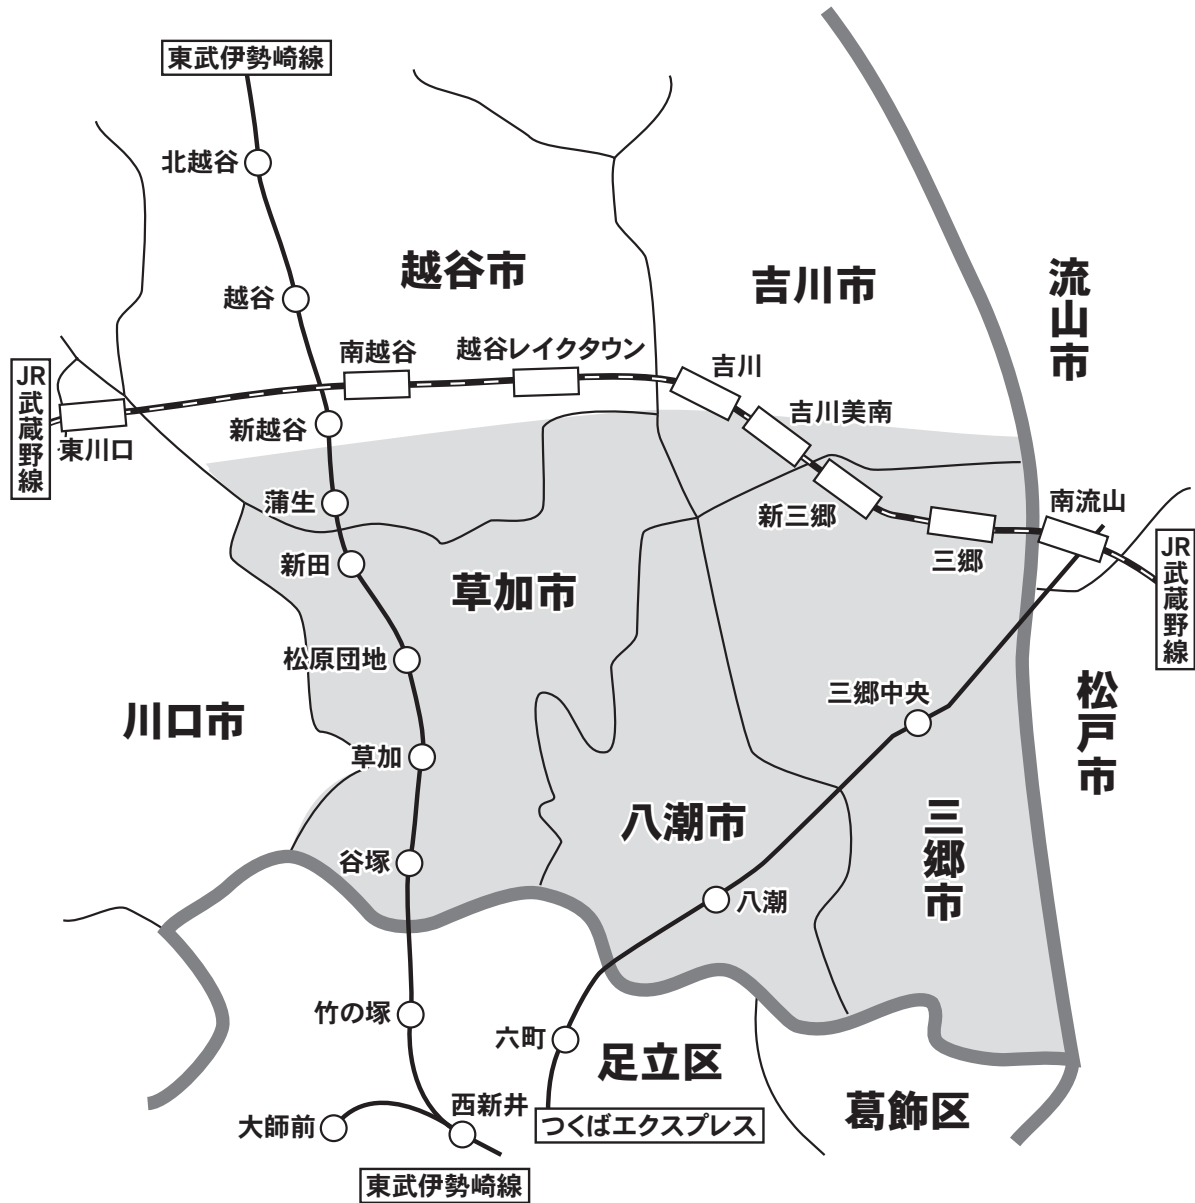 東武伊勢崎線
北越谷
越谷市
吉川市
流山市
越谷
南越谷
越谷レイクタウン
吉川
JR武蔵野線
東川口
新越谷
吉川美南
蒲生
新三郷
南流山
三郷
JR武蔵野線
新田
草加市
松原団地
川口市
三郷中央
松戸市
草加
八潮市
三郷市
谷塚
八潮
竹の塚
六町
足立区
葛飾区
大師前
西新井
つくばエクスプレス
東武伊勢崎線